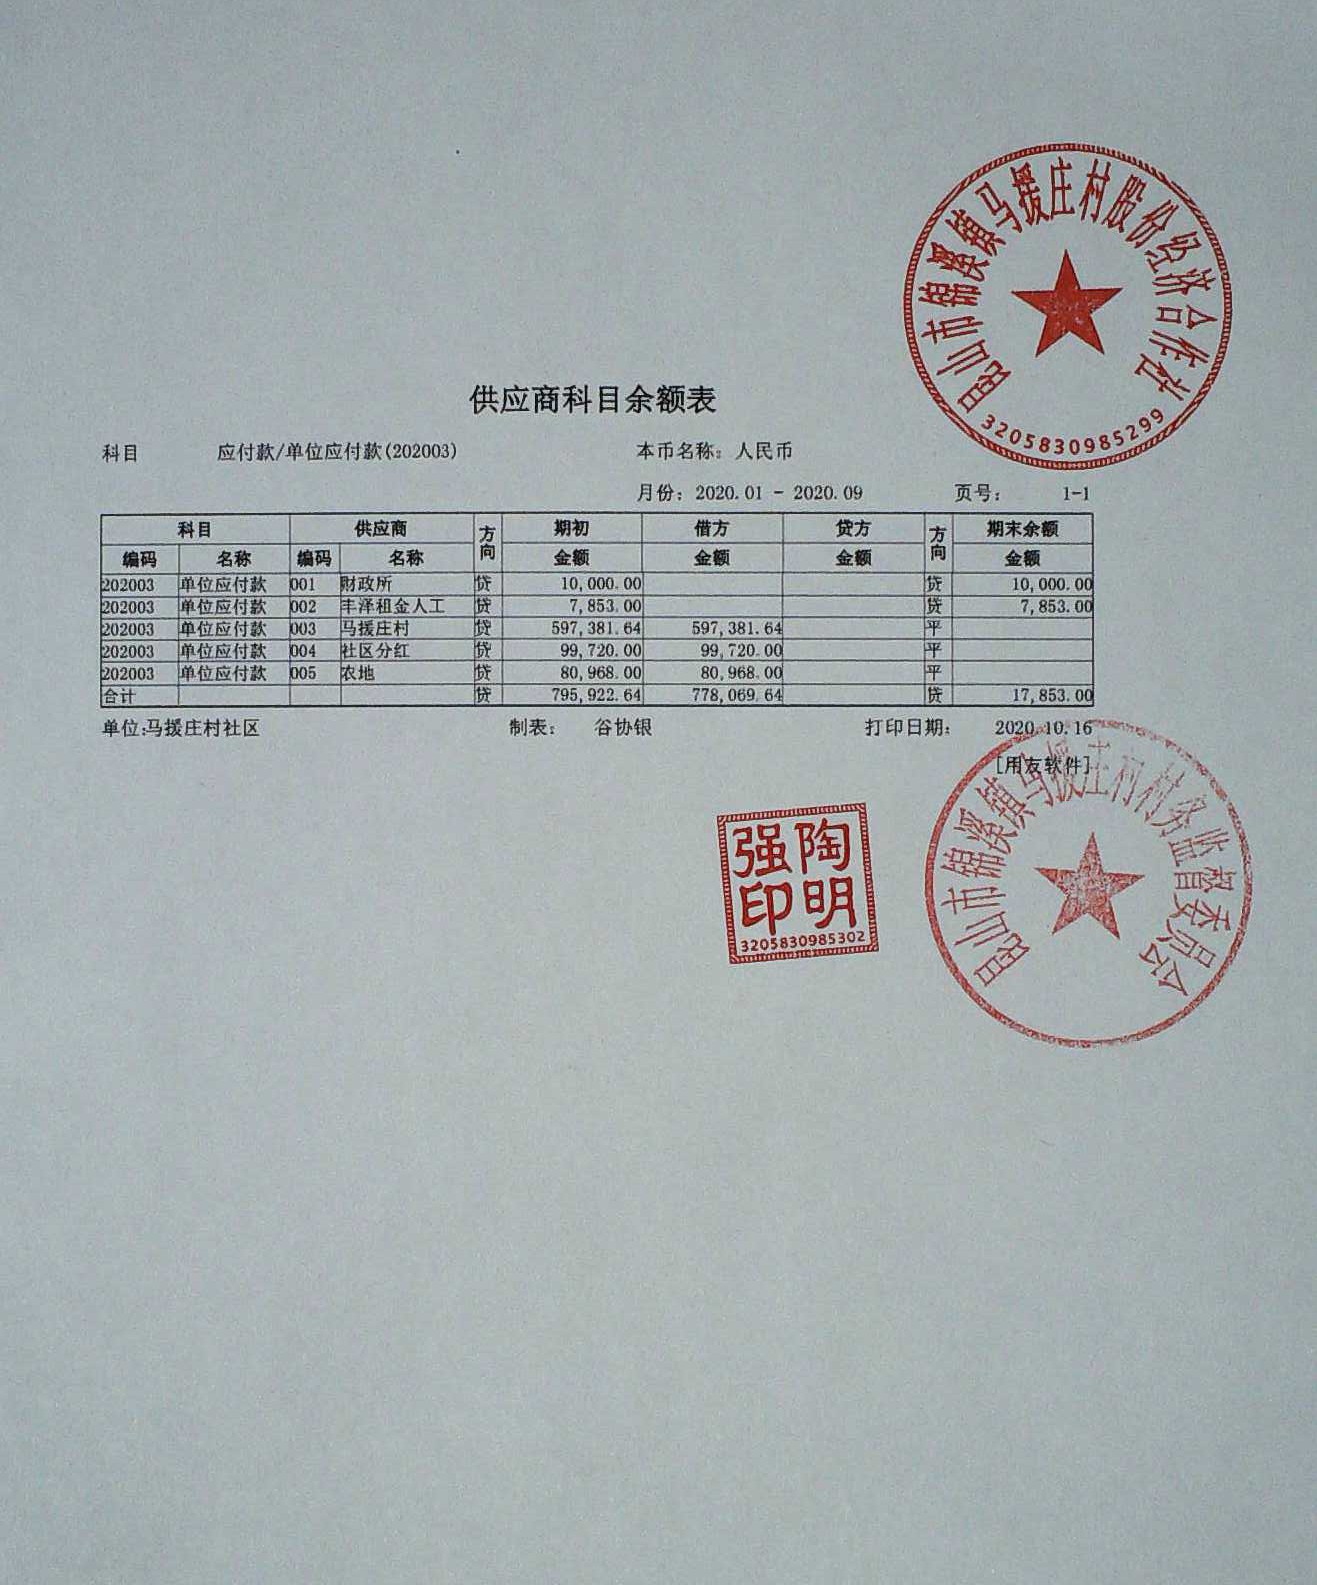 昆山市锦溪镇马援庄村股份经济合作社
3205830985299
供应商科目余额表
科目 应付款/单位应付款(202003) 本币名称：人民币
月份：2020.01 - 2020.09 页号： 1-1
科目 供应商 方向 期初 借方 贷方 方向 期末余额
编码 名称 编码 名称 金额 金额 金额 金额
202003 单位应付款 001 财政所 贷 10,000.00 贷 10,000.00
202003 单位应付款 002 丰泽租金人工 贷 7,853.00 贷 7,853.00
202003 单位应付款 003 马援庄村 贷 597,381.64 597,381.64 平
202003 单位应付款 004 社区分红 贷 99,720.00 99,720.00 平
202003 单位应付款 005 农地 贷 80,968.00 80,968.00 平
合计 贷 795,922.64 778,069.64 贷 17,853.00
单位:马援庄村社区 制表： 谷协银 打印日期： 2020.10.16
[用友软件]
昆山市锦溪镇马援庄村村务监督委员会
陶明强印
3205830985302